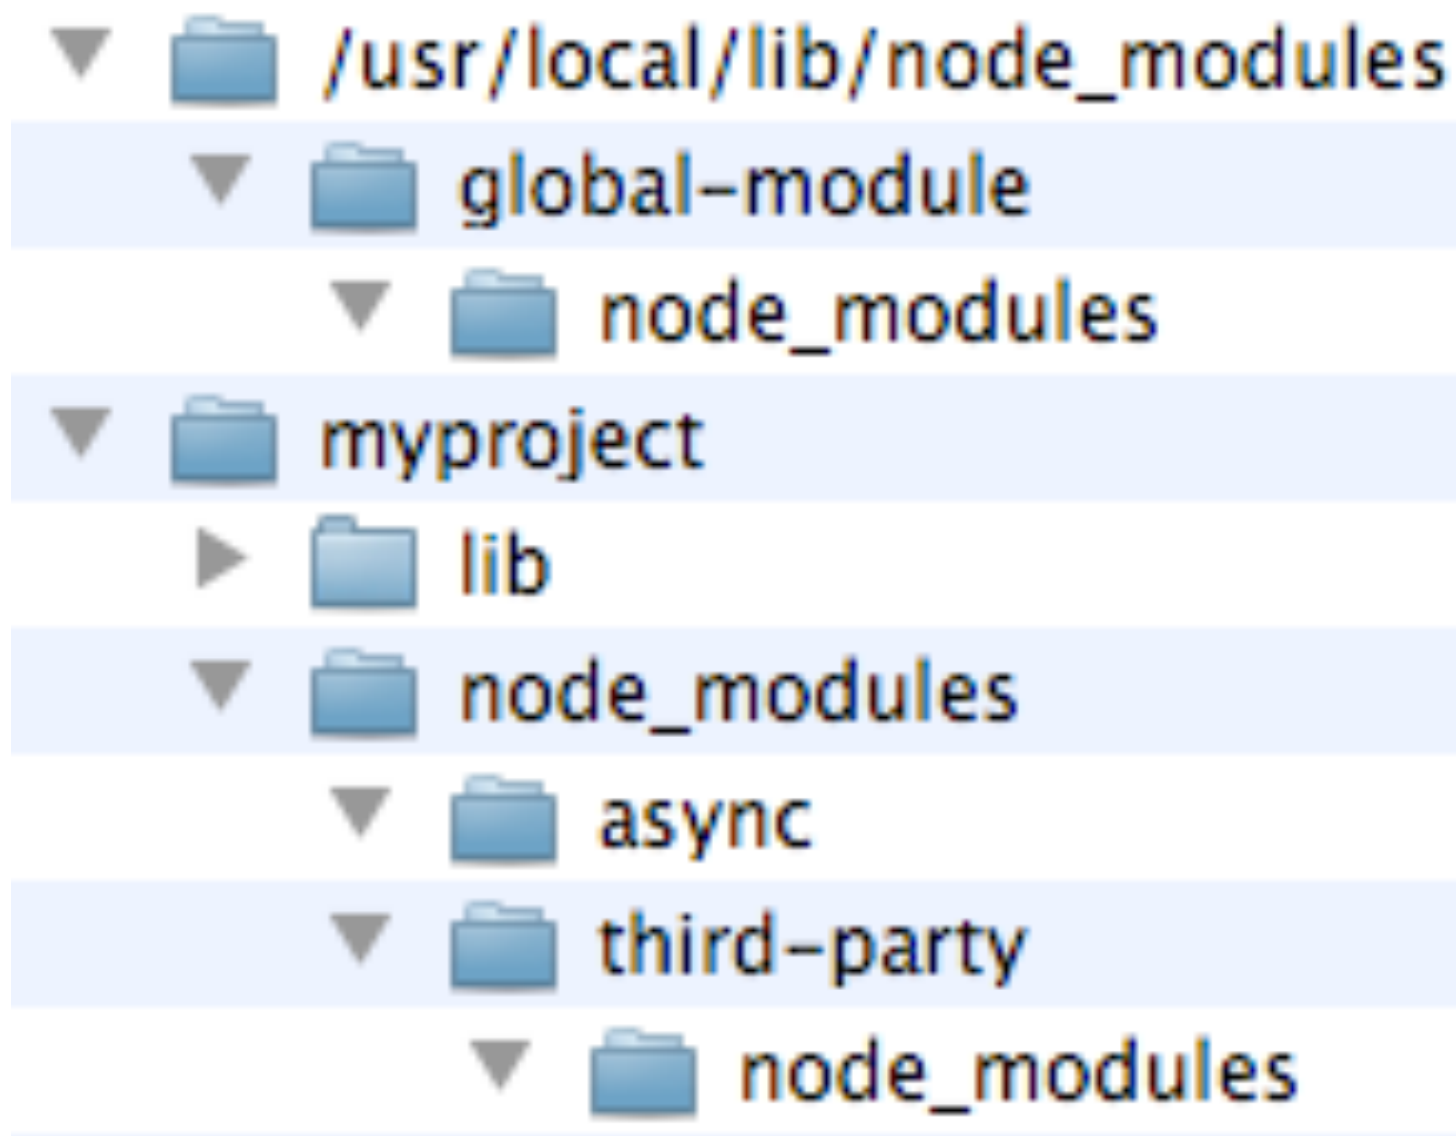 /usr/local/lib/node_modules
global-module
node_modules
myproject
lib
node_modules
async
third-party
node_modules